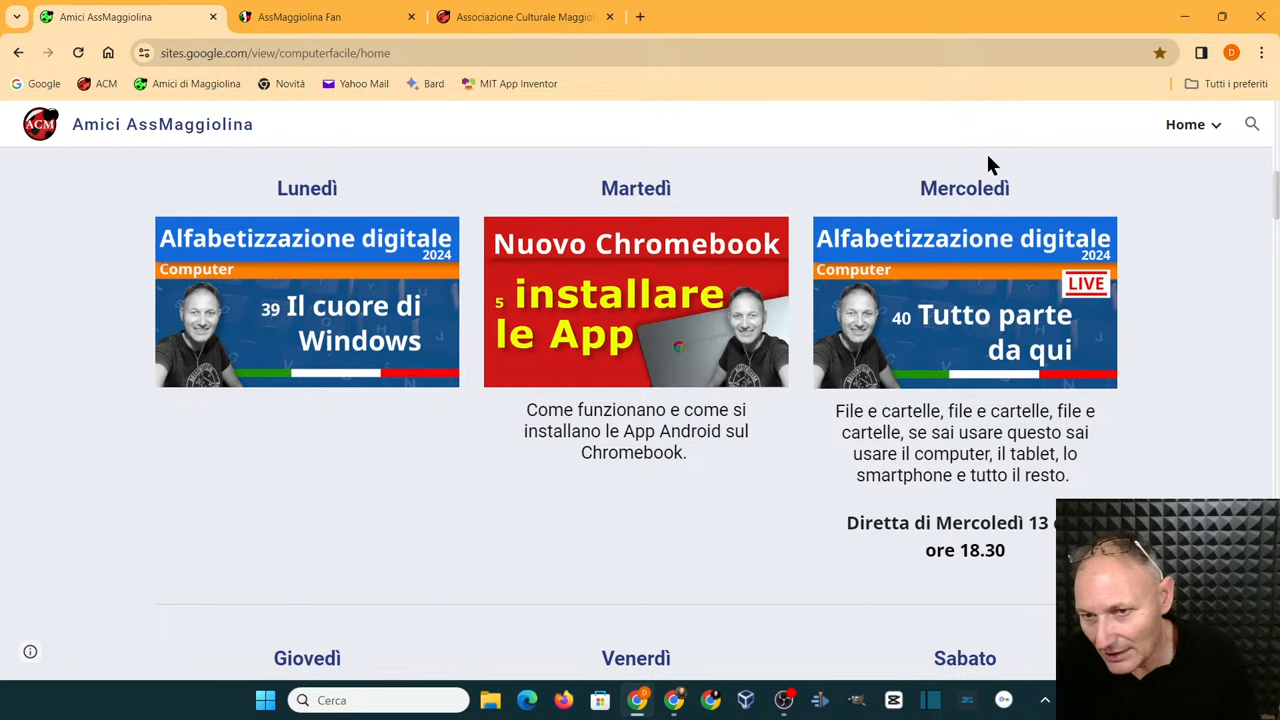 Amici AssMaggiolina
AssMaggiolina Fan
Associazione Culturale Maggio
sites.google.com/view/computerfacile/home
D
Google
ACM
Amici di Maggiolina
Novità
Yahoo Mail
Bard
MIT App Inventor
Tutti i preferiti
ACM
Amici AssMaggiolina
Home
Lunedì
Martedì
Mercoledì
Alfabetizzazione digitale
2024
Computer
39 Il cuore di
Windows
Nuovo Chromebook
5 installare
le App
Alfabetizzazione digitale
2024
Computer
LIVE
40 Tutto parte
da qui
Come funzionano e come si
installano le App Android sul
Chromebook.
File e cartelle, file e cartelle, file e
cartelle, se sai usare questo sai
usare il computer, il tablet, lo
smartphone e tutto il resto.
Diretta di Mercoledì 13
ore 18.30
Giovedì
Venerdì
Sabato
Cerca